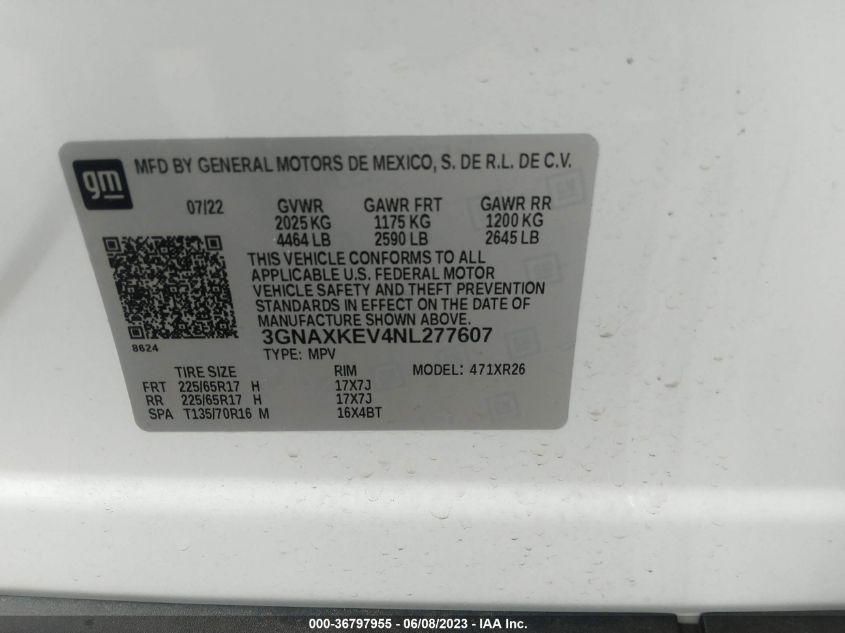 gm
MFD BY GENERAL MOTORS DE MEXICO, S. DE R.L. DE C.V.
07/22 GVWR GAWR FRT GAWR RR
2025 KG 1175 KG 1200 KG
4464 LB 2590 LB 2645 LB
THIS VEHICLE CONFORMS TO ALL
APPLICABLE U.S. FEDERAL MOTOR
VEHICLE SAFETY AND THEFT PREVENTION
STANDARDS IN EFFECT ON THE DATE OF
MANUFACTURE SHOWN ABOVE.
8624
3GNAXKEV4NL277607
TYPE: MPV
TIRE SIZE RIM MODEL: 471XR26
FRT 225/65R17 H 17X7J
RR 225/65R17 H 17X7J
SPA T135/70R16 M 16X4BT
000-36797955 - 06/08/2023 - IAA Inc.